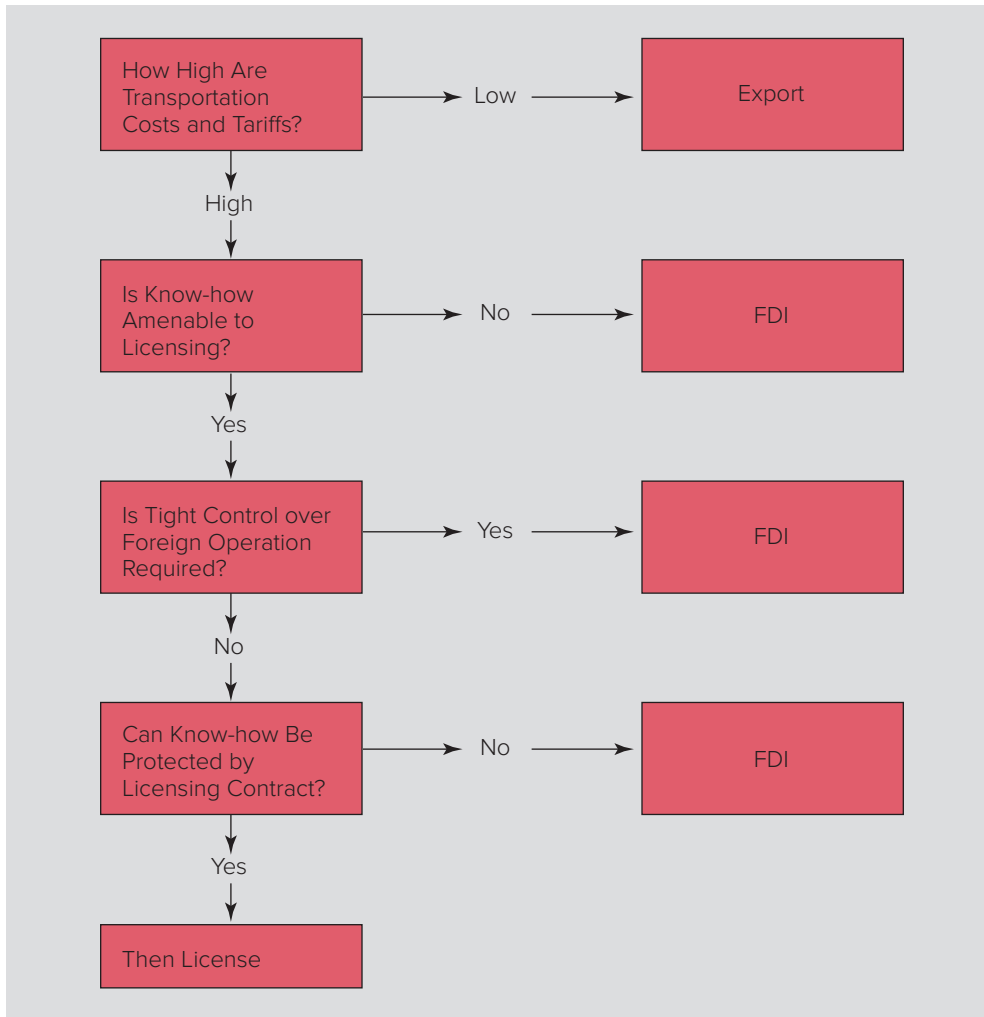 How High Are
Transportation
Costs and Tariffs?
Low
Export
High
Is Know-how
Amenable to
Licensing?
No
FDI
Yes
Is Tight Control over
Foreign Operation
Required?
Yes
FDI
No
Can Know-how Be
Protected by
Licensing Contract?
No
FDI
Yes
Then License